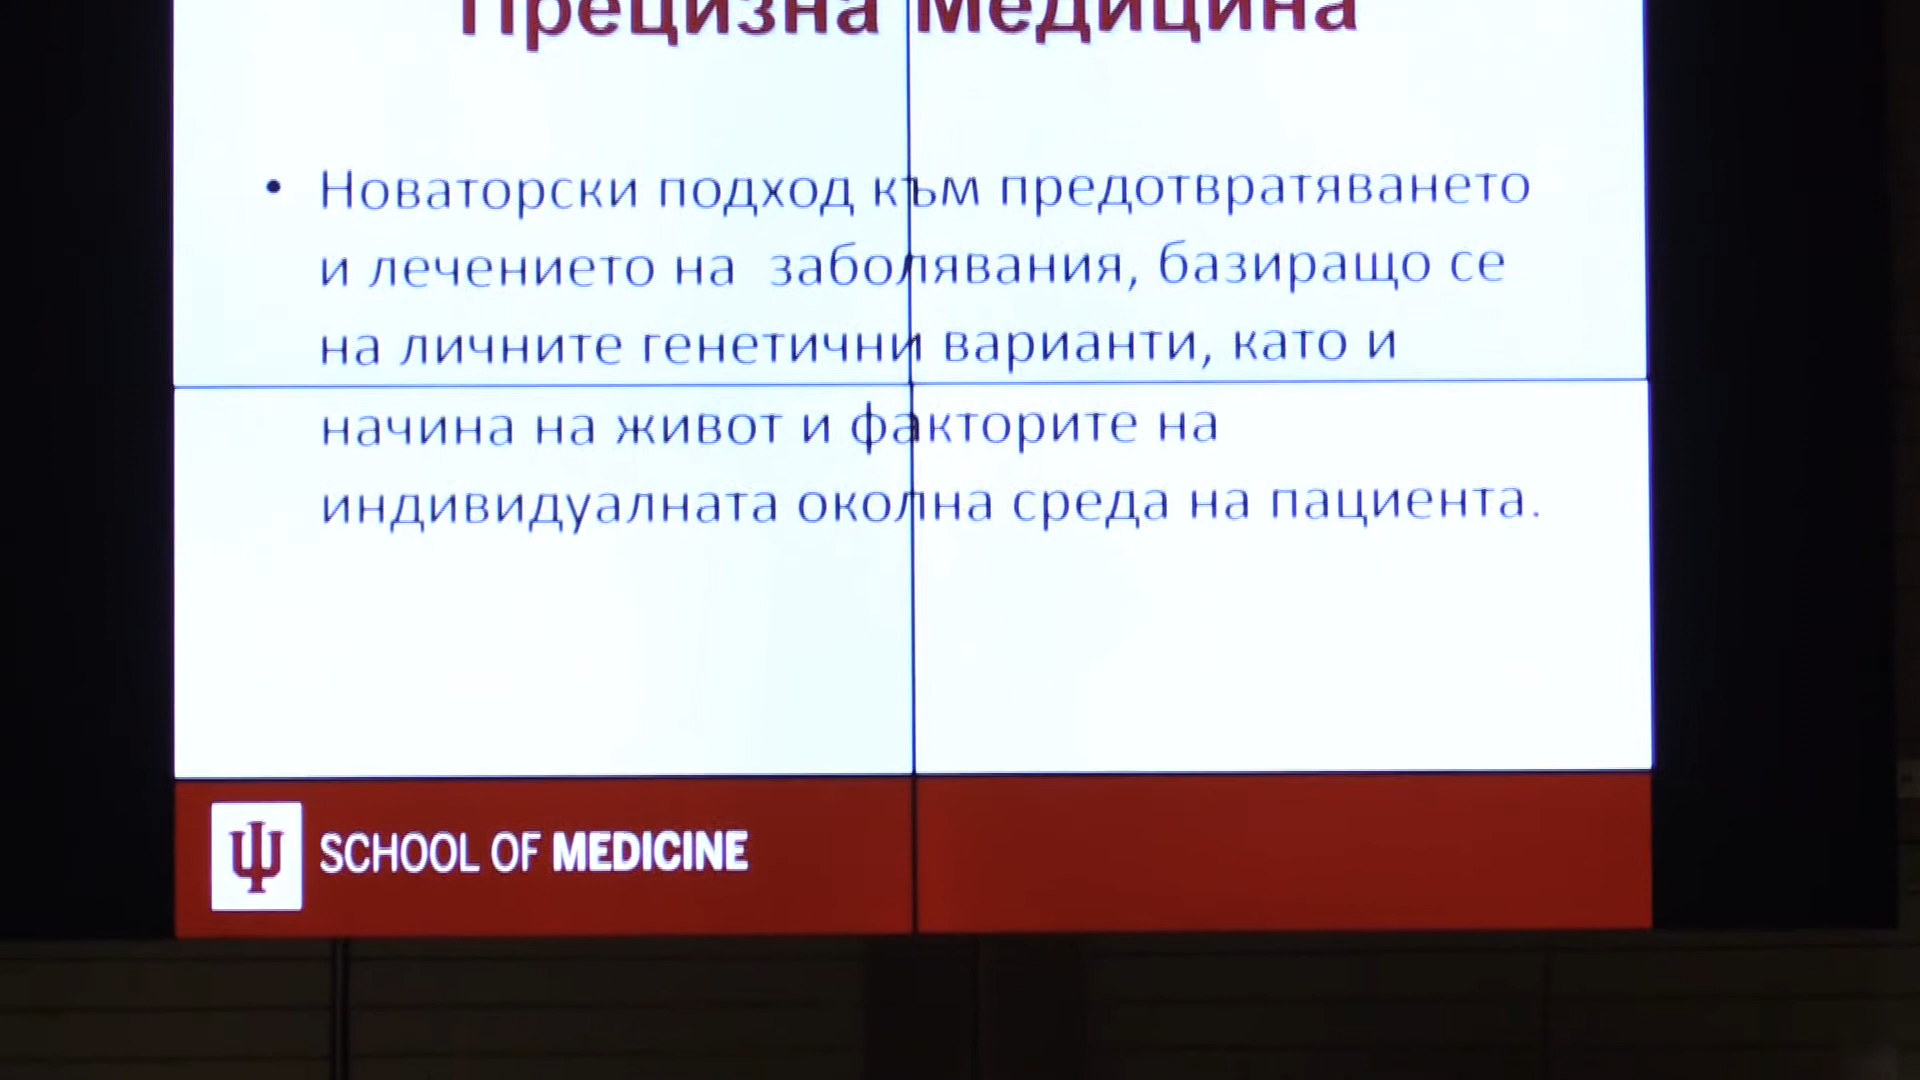 Прецизна Медицина
• Новаторски подход към предотвратяването
и лечението на заболявания, базиращо се
на личните генетични варианти, като и
начина на живот и факторите на
индивидуалната околна среда на пациента.
SCHOOL OF MEDICINE